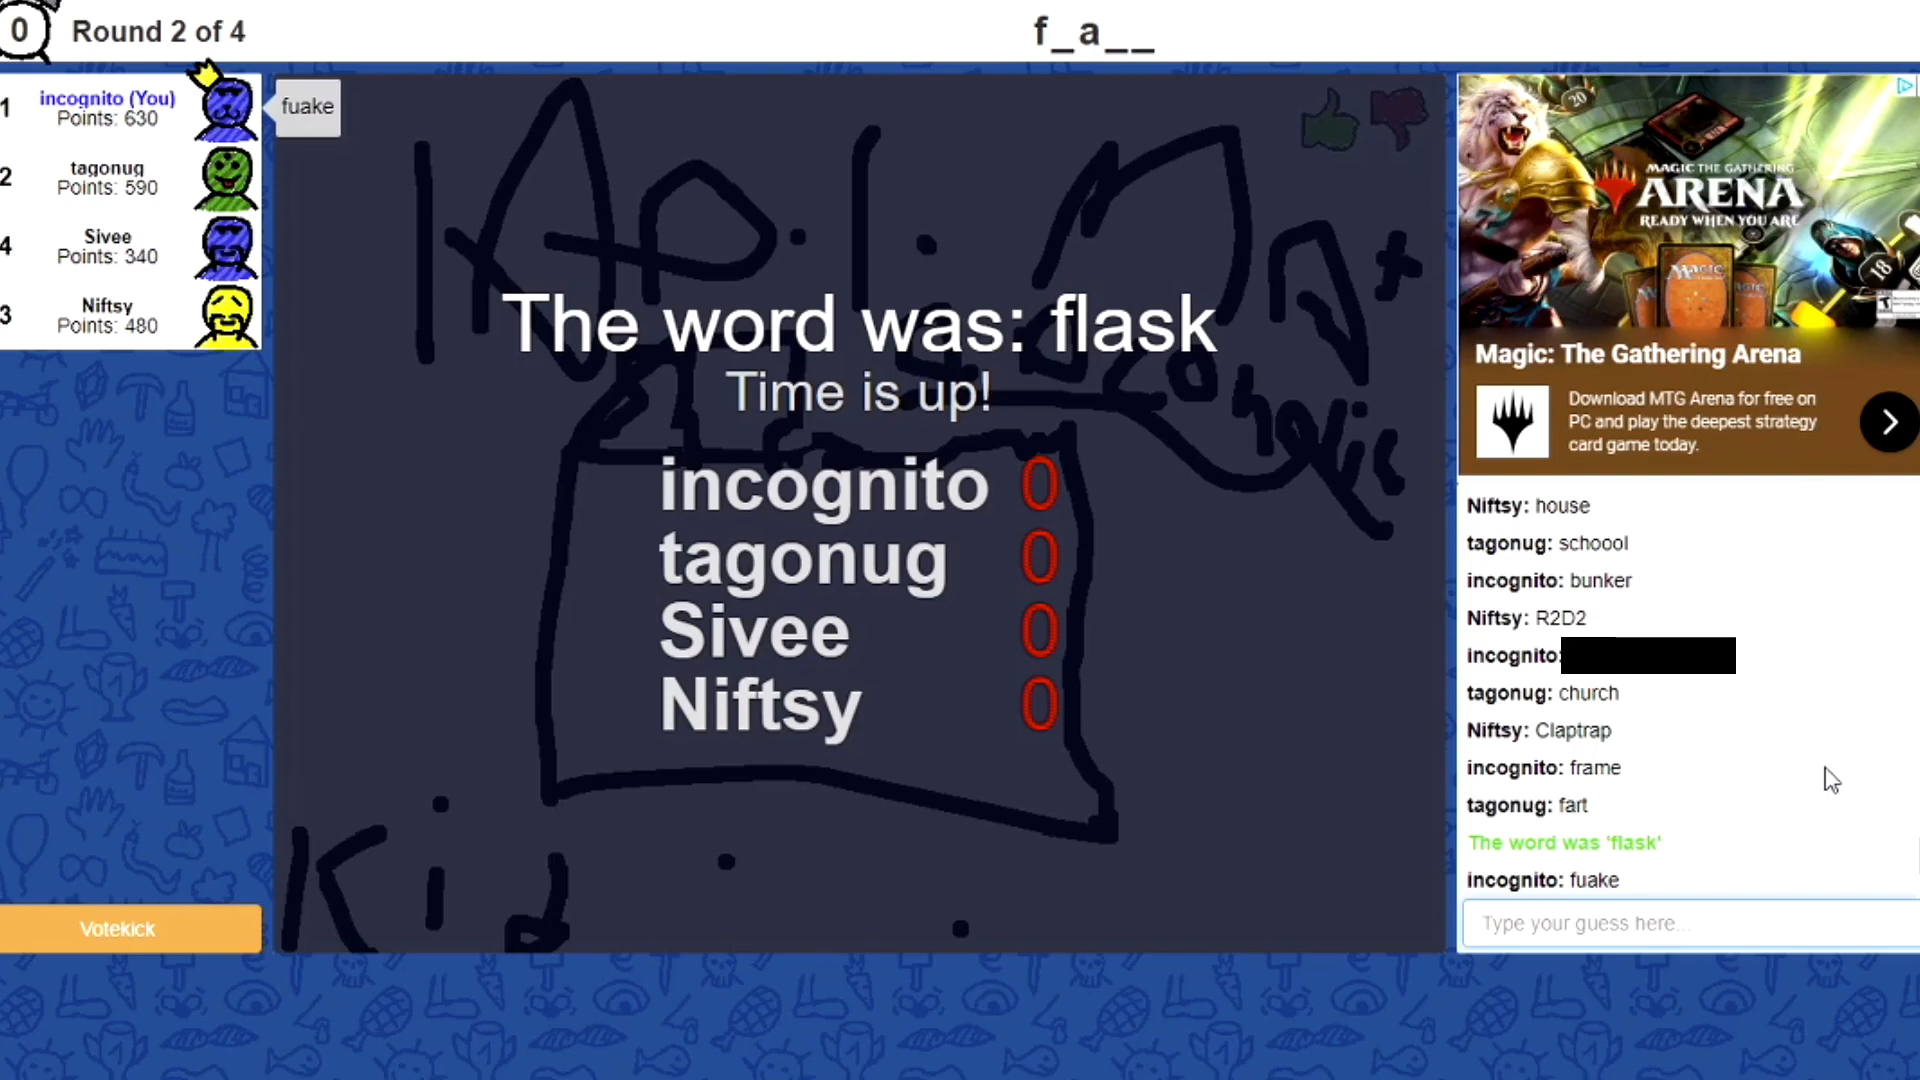 0
Round 2 of 4
f_a__
1
incognito (You)
Points: 630
2
tagonug
Points: 590
4
Sivee
Points: 340
3
Niftsy
Points: 480
fuake
The word was: flask
Time is up!
incognito 0
tagonug 0
Sivee 0
Niftsy 0
Kid
20
MAGIC THE GATHERING
ARENA
READY WHEN YOU ARE
18
Magic: The Gathering Arena
Download MTG Arena for free on
PC and play the deepest strategy
card game today.
Niftsy: house
tagonug: schoool
incognito: bunker
Niftsy: R2D2
incognito:
tagonug: church
Niftsy: Claptrap
incognito: frame
tagonug: fart
The word was 'flask'
incognito: fuake
Type your guess here...
Votekick